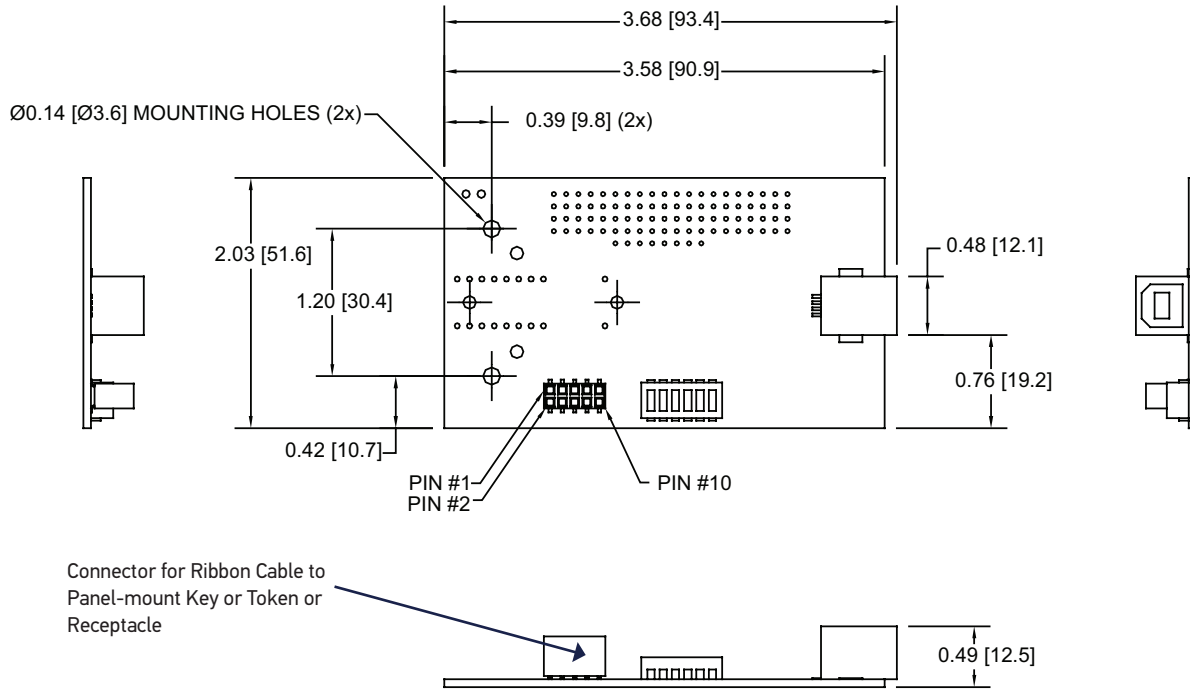 3.68 [93.4]
3.58 [90.9]
Ø0.14 [Ø3.6] MOUNTING HOLES (2x)
0.39 [9.8] (2x)
2.03 [51.6]
0.48 [12.1]
1.20 [30.4]
0.76 [19.2]
0.42 [10.7]
PIN #1
PIN #10
PIN #2
Connector for Ribbon Cable to
Panel-mount Key or Token or
Receptacle
0.49 [12.5]